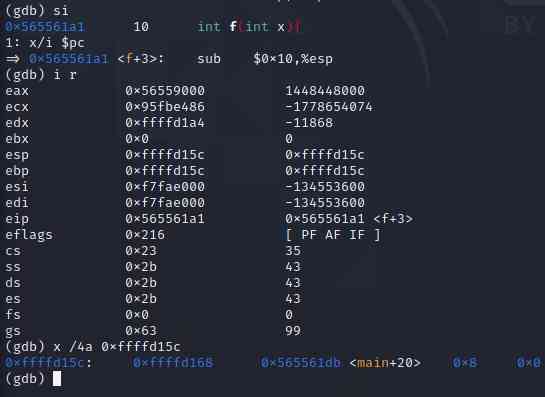 (gdb) si
0×565561a1 10 int f(int x){
1: x/i $pc
⇒ 0×565561a1 <f+3>: sub $0×10,%esp
(gdb) i r
eax 0×56559000 1448448000
ecx 0×95fbe486 -1778654074
edx 0×ffffd1a4 -11868
ebx 0×0 0
esp 0×ffffd15c 0×ffffd15c
ebp 0×ffffd15c 0×ffffd15c
esi 0×f7fae000 -134553600
edi 0×f7fae000 -134553600
eip 0×565561a1 0×565561a1 <f+3>
eflags 0×216 [ PF AF IF ]
cs 0×23 35
ss 0×2b 43
ds 0×2b 43
es 0×2b 43
fs 0×0 0
gs 0×63 99
(gdb) x /4a 0×ffffd15c
0×ffffd15c: 0×ffffd168 0×565561db <main+20> 0×8 0×0
(gdb)
BY